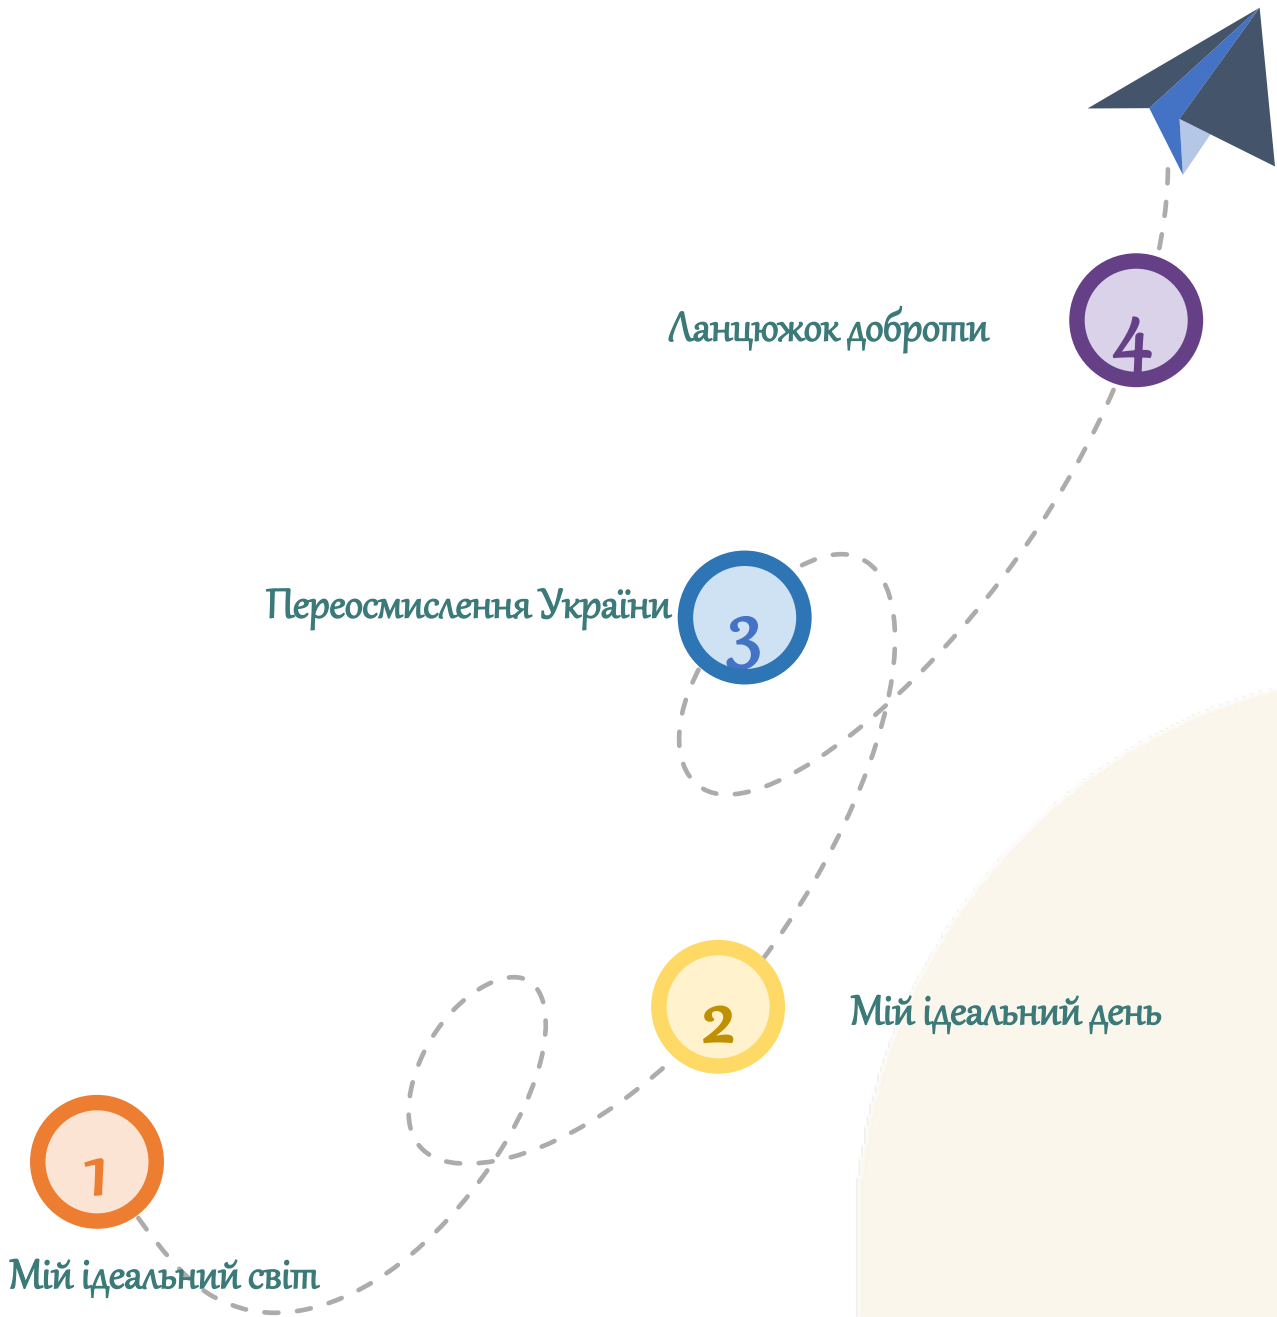 4
Ланцюжок доброти
3
Переосмислення України
2
Мій ідеальний день
1
Мій ідеальний світ